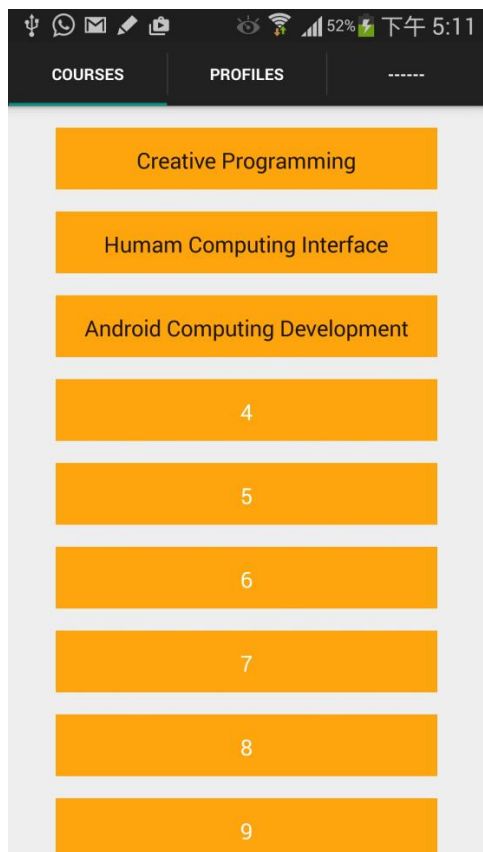 52% 下午 5:11
COURSES PROFILES ------
Creative Programming
Humam Computing Interface
Android Computing Development
4
5
6
7
8
9